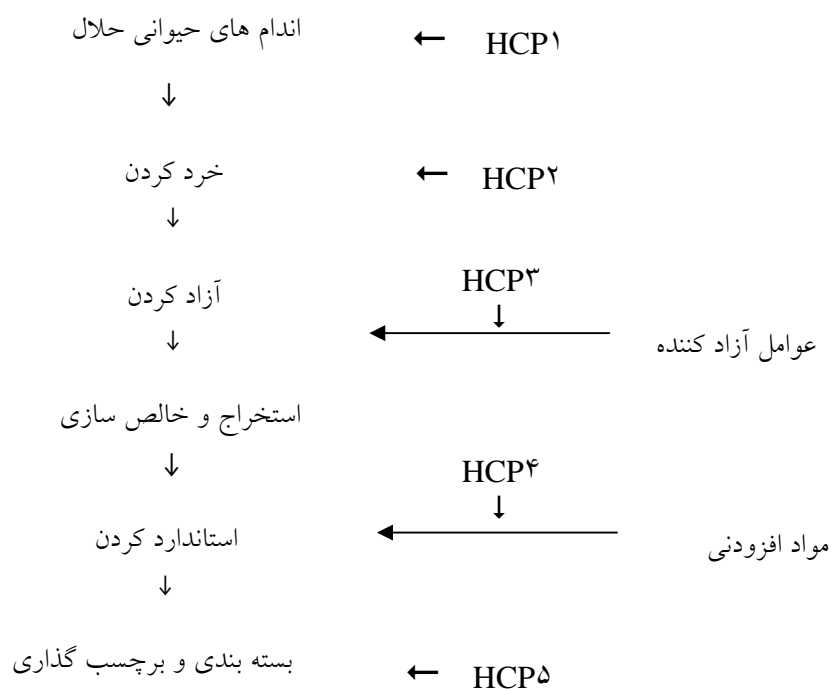 اندام های حیوانی حلال ← HCP۱
↓
خرد کردن ← HCP۲
↓
HCP۳
↓
آزاد کردن
عوامل آزاد کننده
↓
استخراج و خالص سازی
↓
HCP۴
↓
استاندارد کردن
مواد افزودنی
↓
بسته بندی و برچسب گذاری ← HCP۵